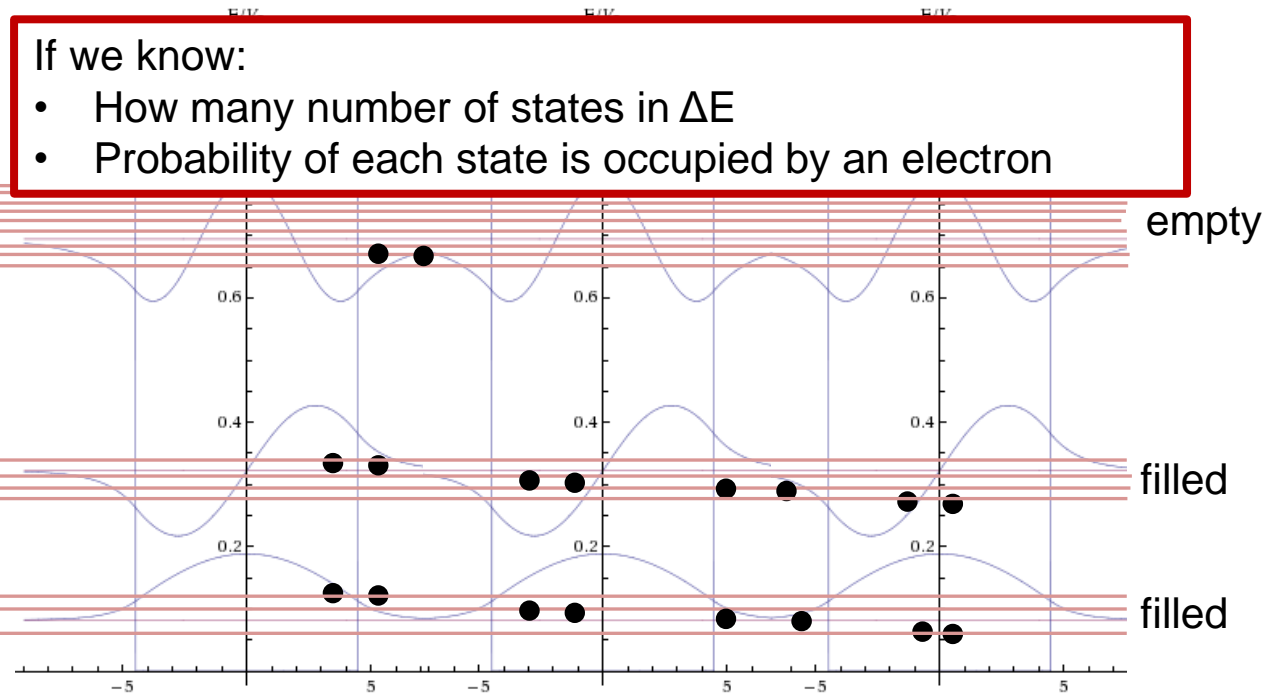 If we know:
• How many number of states in ΔE
• Probability of each state is occupied by an electron
empty
0.6 0.6 0.6
0.4 0.4 0.4
filled
0.2 0.2 0.2
filled
−5 5 −5 5 −5 5